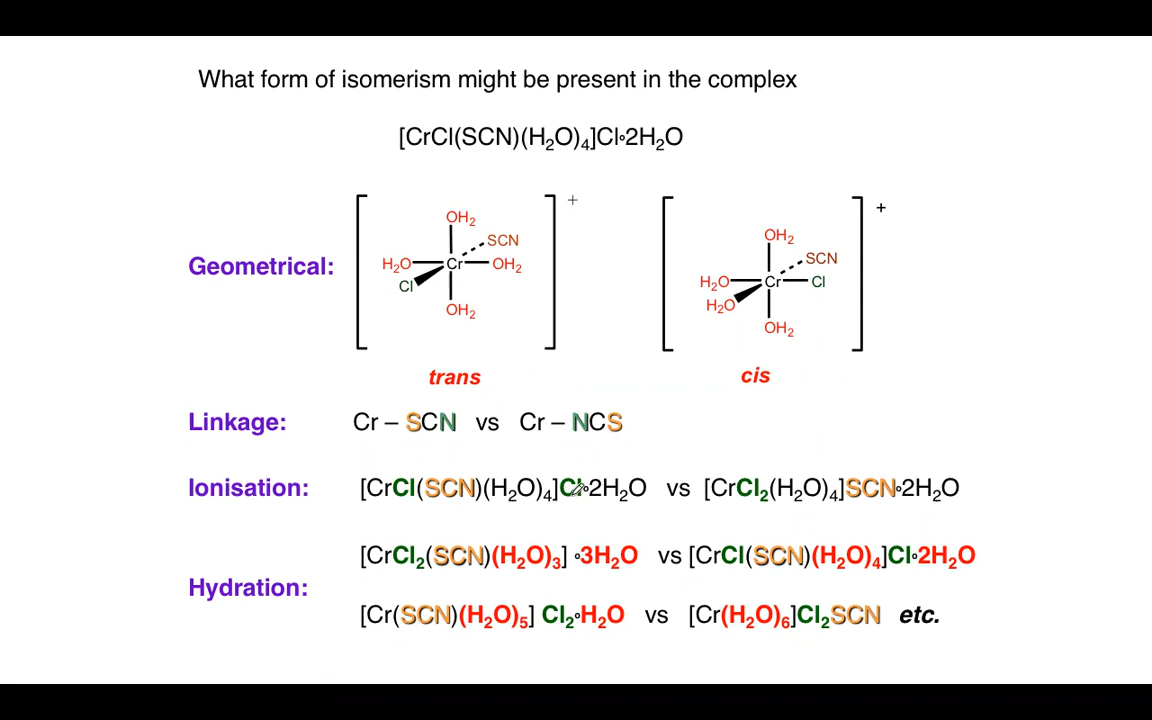 What form of isomerism might be present in the complex
[CrCl(SCN)(H₂O)₄]Cl∘2H₂O
Geometrical:
+
OH₂
SCN
H₂O Cr OH₂
Cl
OH₂
trans
+
OH₂
SCN
H₂O Cr Cl
H₂O
OH₂
cis
Linkage: Cr – SCN vs Cr – NCS
Ionisation: [CrCl(SCN)(H₂O)₄]Cl∘2H₂O vs [CrCl₂(H₂O)₄]SCN∘2H₂O
Hydration:
[CrCl₂(SCN)(H₂O)₃] ∘3H₂O vs [CrCl(SCN)(H₂O)₄]Cl∘2H₂O
[Cr(SCN)(H₂O)₅] Cl₂∘H₂O vs [Cr(H₂O)₆]Cl₂SCN etc.